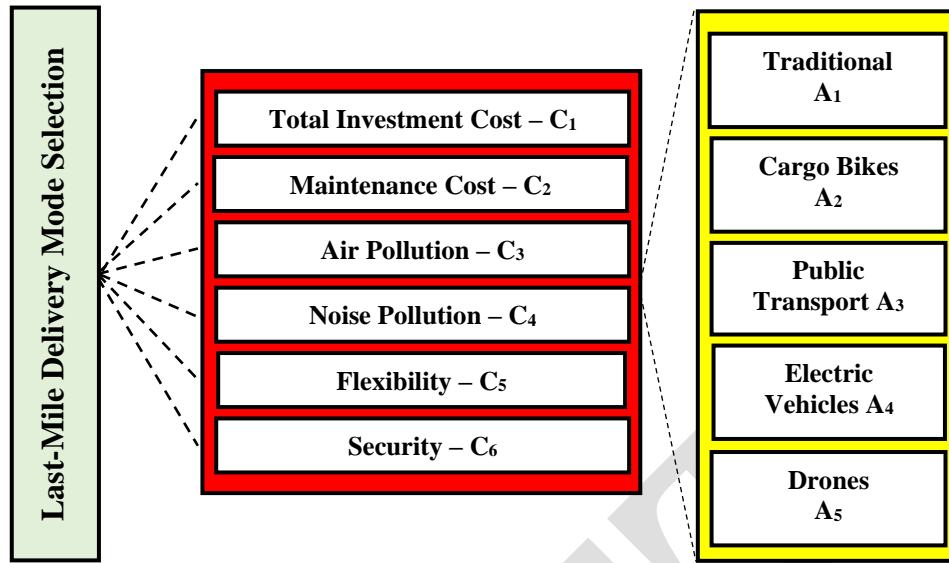 Last-Mile Delivery Mode Selection
Total Investment Cost – C₁
Maintenance Cost – C₂
Air Pollution – C₃
Noise Pollution – C₄
Flexibility – C₅
Security – C₆
Traditional
A₁
Cargo Bikes
A₂
Public
Transport A₃
Electric
Vehicles A₄
Drones
A₅